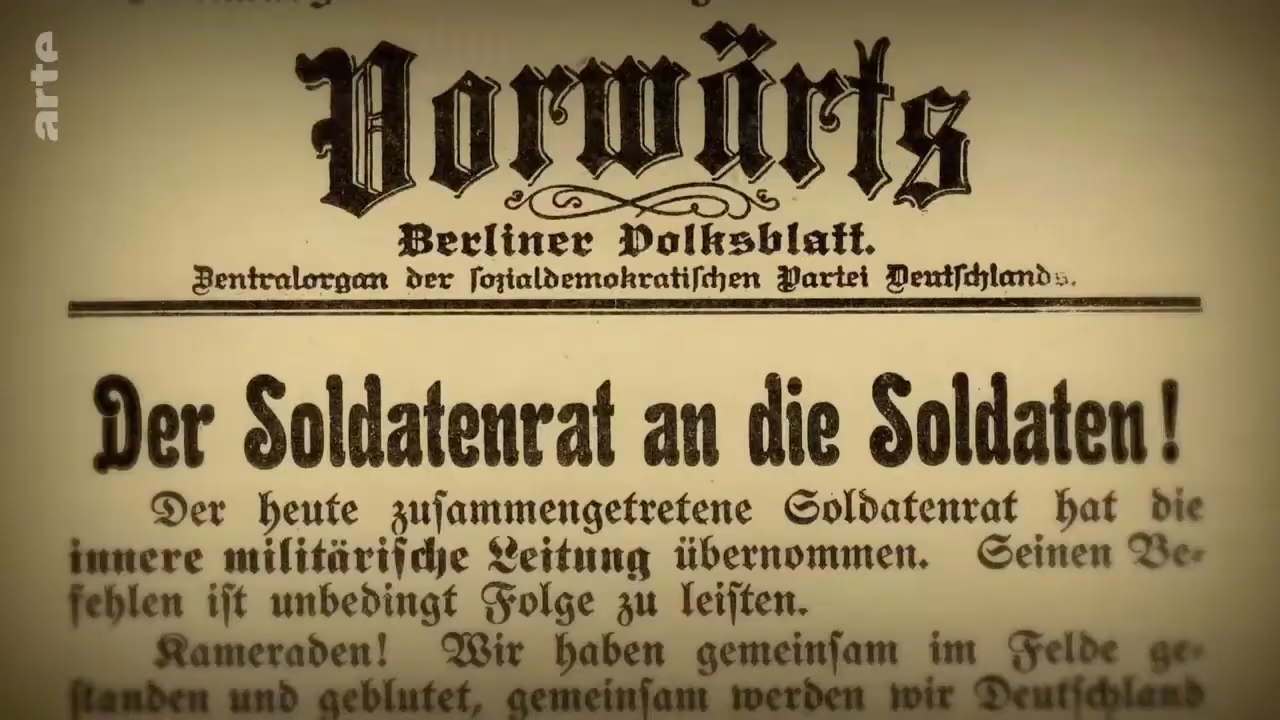 arte
Vorwärts
Berliner Volksblatt.
Zentralorgan der sozialdemokratischen Partei Deutschlands.
Der Soldatenrat an die Soldaten!
Der heute zusammengetretene Soldatenrat hat die
innere militärische Leitung übernommen. Seinen Be-
fehlen ist unbedingt Folge zu leisten.
Kameraden! Wir haben gemeinsam im Felde ge-
standen und geblutet, gemeinsam werden wir Deutschland